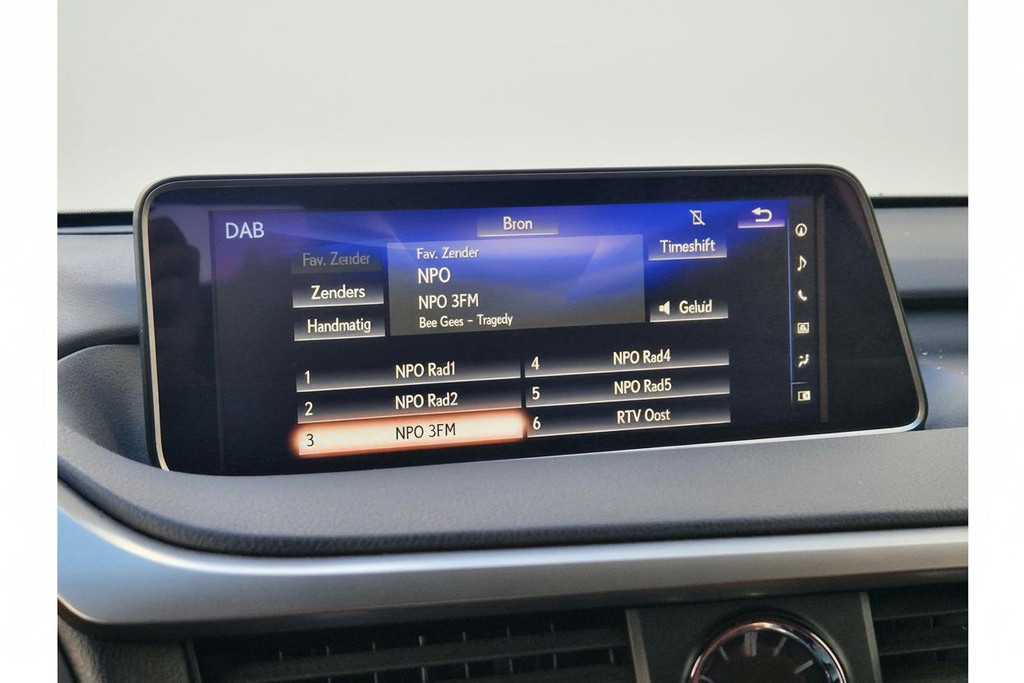 DAB
Bron
Timeshift
Fav. Zender
Fav. Zender
NPO
Zenders
NPO 3FM
Geluid
Handmatig
Bee Gees - Tragedy
1 NPO Rad1
4 NPO Rad4
2 NPO Rad2
5 NPO Rad5
3 NPO 3FM
6 RTV Oost